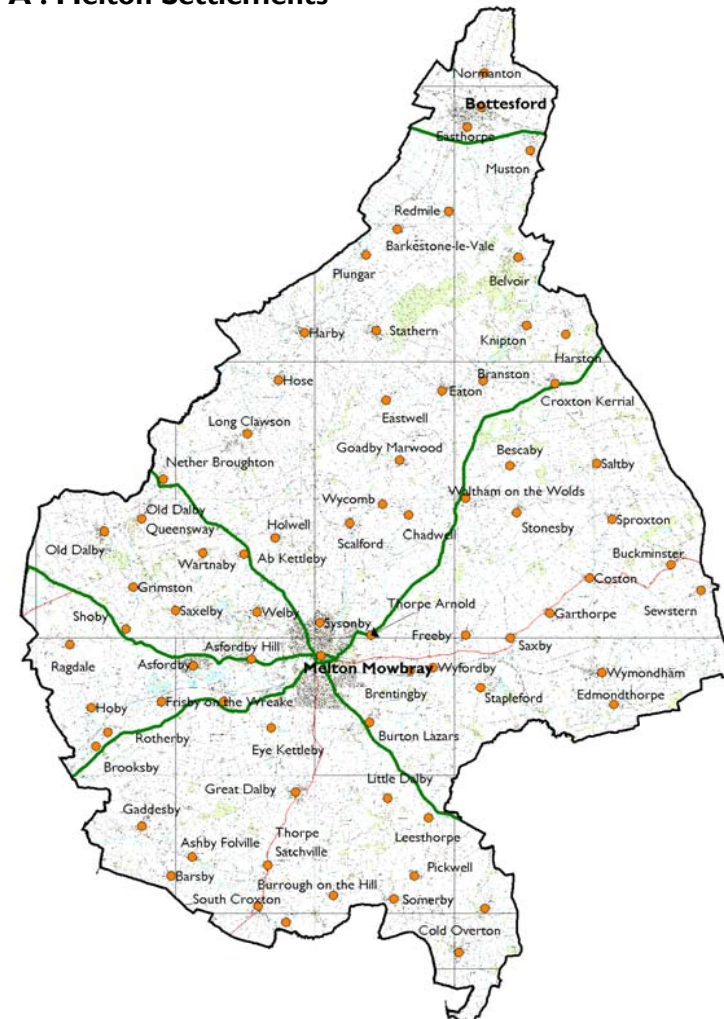 A : Melton Settlements
Normanton
Bottesford
Easthorpe
Muston
Redmile
Barkestone-le-Vale
Plungar
Belvoir
Harby
Stathern
Knipton
Harston
Hose
Branston
Eaton
Croxton Kerrial
Eastwell
Long Clawson
Goadby Marwood
Bescaby
Nether Broughton
Saltby
Waltham on the Wolds
Wycomb
Old Dalby
Queensway
Holwell
Chadwell
Stonesby
Sproxton
Scalford
Old Dalby
Wartnaby
Ab Kettleby
Buckminster
Coston
Grimston
Sewstern
Thorpe Arnold
Saxelby
Welby
Garthorpe
Shoby
Sysonby
Freeby
Saxby
Asfordby Hill
Ragdale
Asfordby
Melton Mowbray
Wyfordby
Wymondham
Brentingby
Stapleford
Edmondthorpe
Hoby
Frisby on the Wreake
Rotherby
Burton Lazars
Eye Kettleby
Brooksby
Little Dalby
Great Dalby
Gaddesby
Leesthorpe
Thorpe
Satchville
Ashby Folville
Pickwell
Barsby
Burrough on the Hill
South Croxton
Somerby
Cold Overton